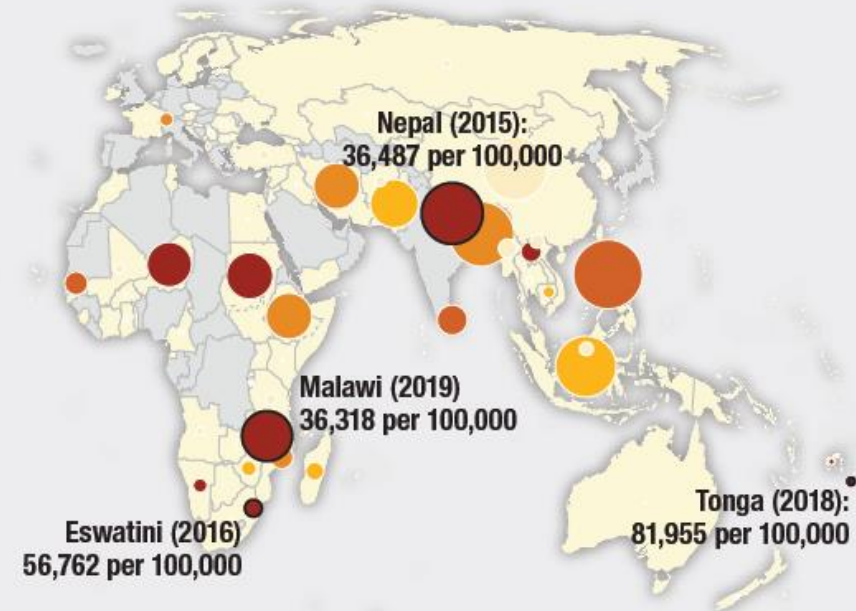 Nepal (2015):
36,487 per 100,000
Malawi (2019)
36,318 per 100,000
Eswatini (2016)
56,762 per 100,000
Tonga (2018):
81,955 per 100,000